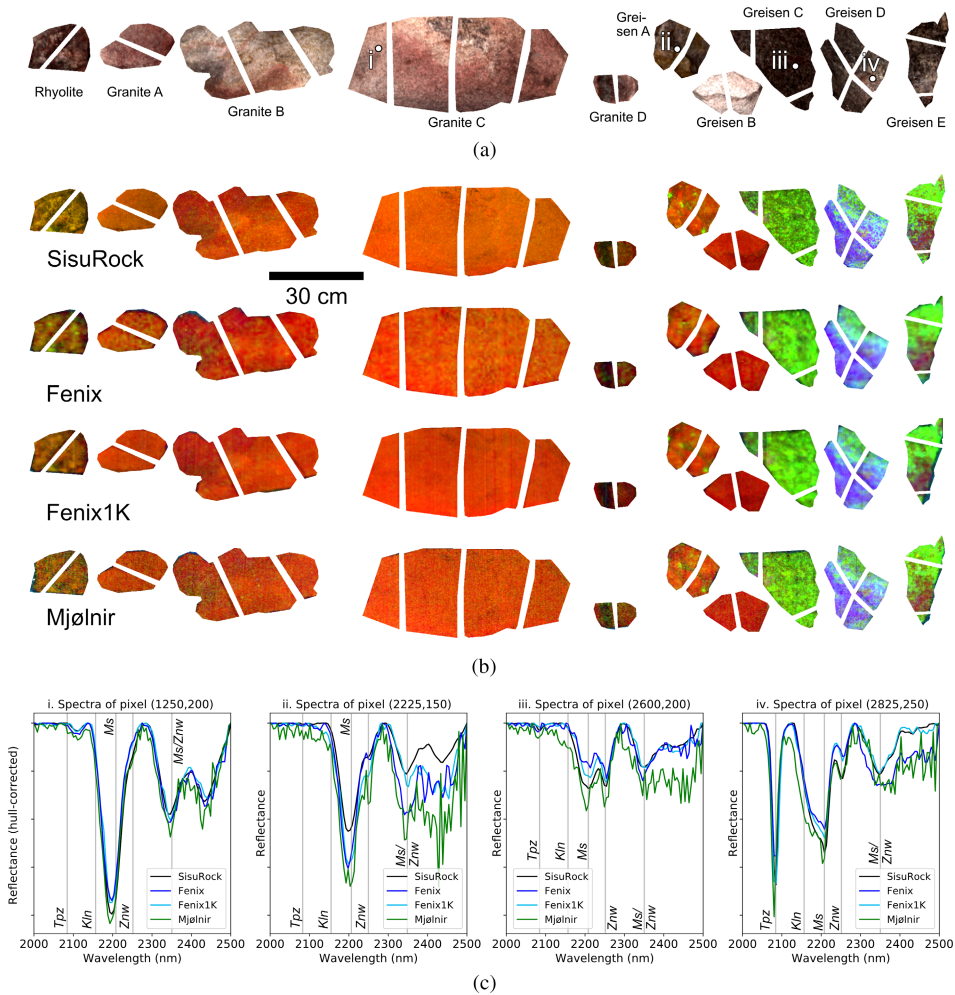 Rhyolite
Granite A
Granite B
i
Granite C
Granite D
Grei-
sen A
ii
Greisen B
Greisen C
iii
Greisen D
iv
Greisen E
(a)
SisuRock
30 cm
Fenix
Fenix1K
Mjølnir
(b)
i. Spectra of pixel (1250,200)
Reflectance (hull-corrected)
Ms
Ms/Znw
Tpz
Kln
Znw
SisuRock
Fenix
Fenix1K
Mjølnir
2000 2100 2200 2300 2400 2500
Wavelength (nm)
ii. Spectra of pixel (2225,150)
Reflectance
Ms
Ms/
Znw
Tpz
Kln
Znw
SisuRock
Fenix
Fenix1K
Mjølnir
2000 2100 2200 2300 2400 2500
Wavelength (nm)
iii. Spectra of pixel (2600,200)
Reflectance
Tpz
Kln
Ms
Znw
Ms/
Znw
SisuRock
Fenix
Fenix1K
Mjølnir
2000 2100 2200 2300 2400 2500
Wavelength (nm)
iv. Spectra of pixel (2825,250)
Reflectance
Ms/
Znw
Tpz
Kln
Ms
Znw
SisuRock
Fenix
Fenix1K
Mjølnir
2000 2100 2200 2300 2400 2500
Wavelength (nm)
(c)